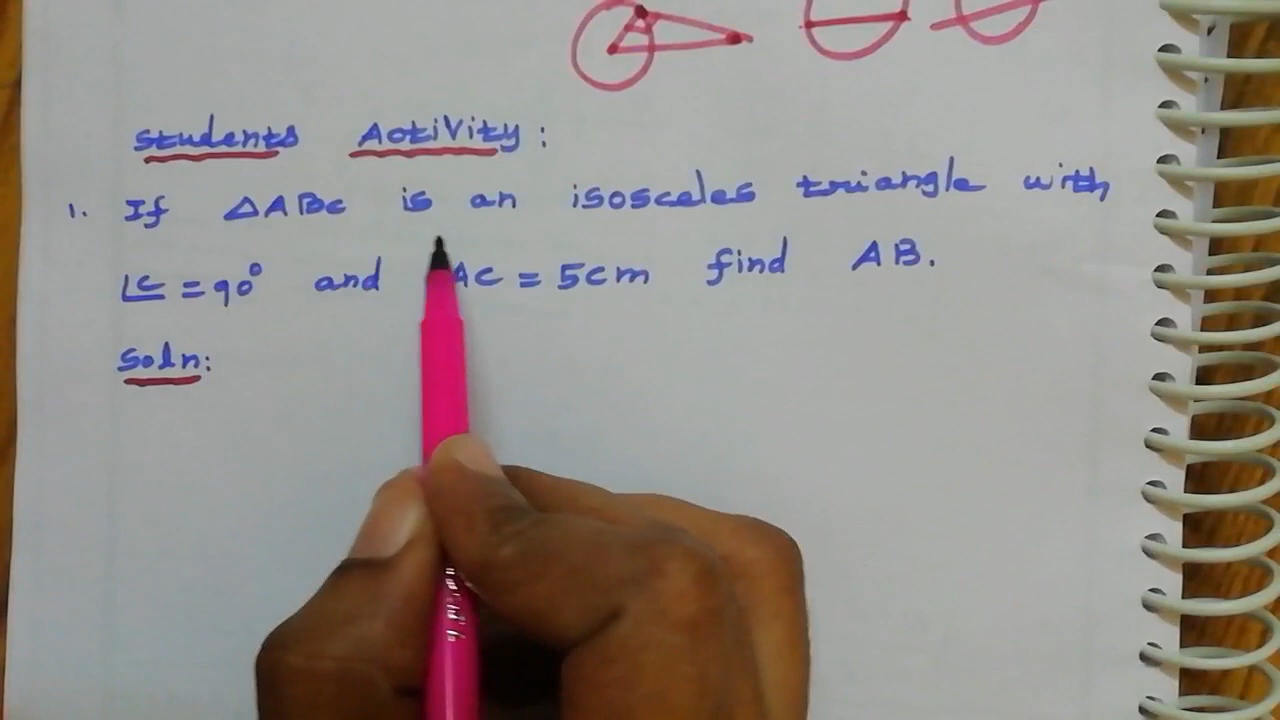 Students Activity:
1. If ΔABC is an isosceles triangle with
∠C = 90° and AC = 5cm find AB.
Soln: